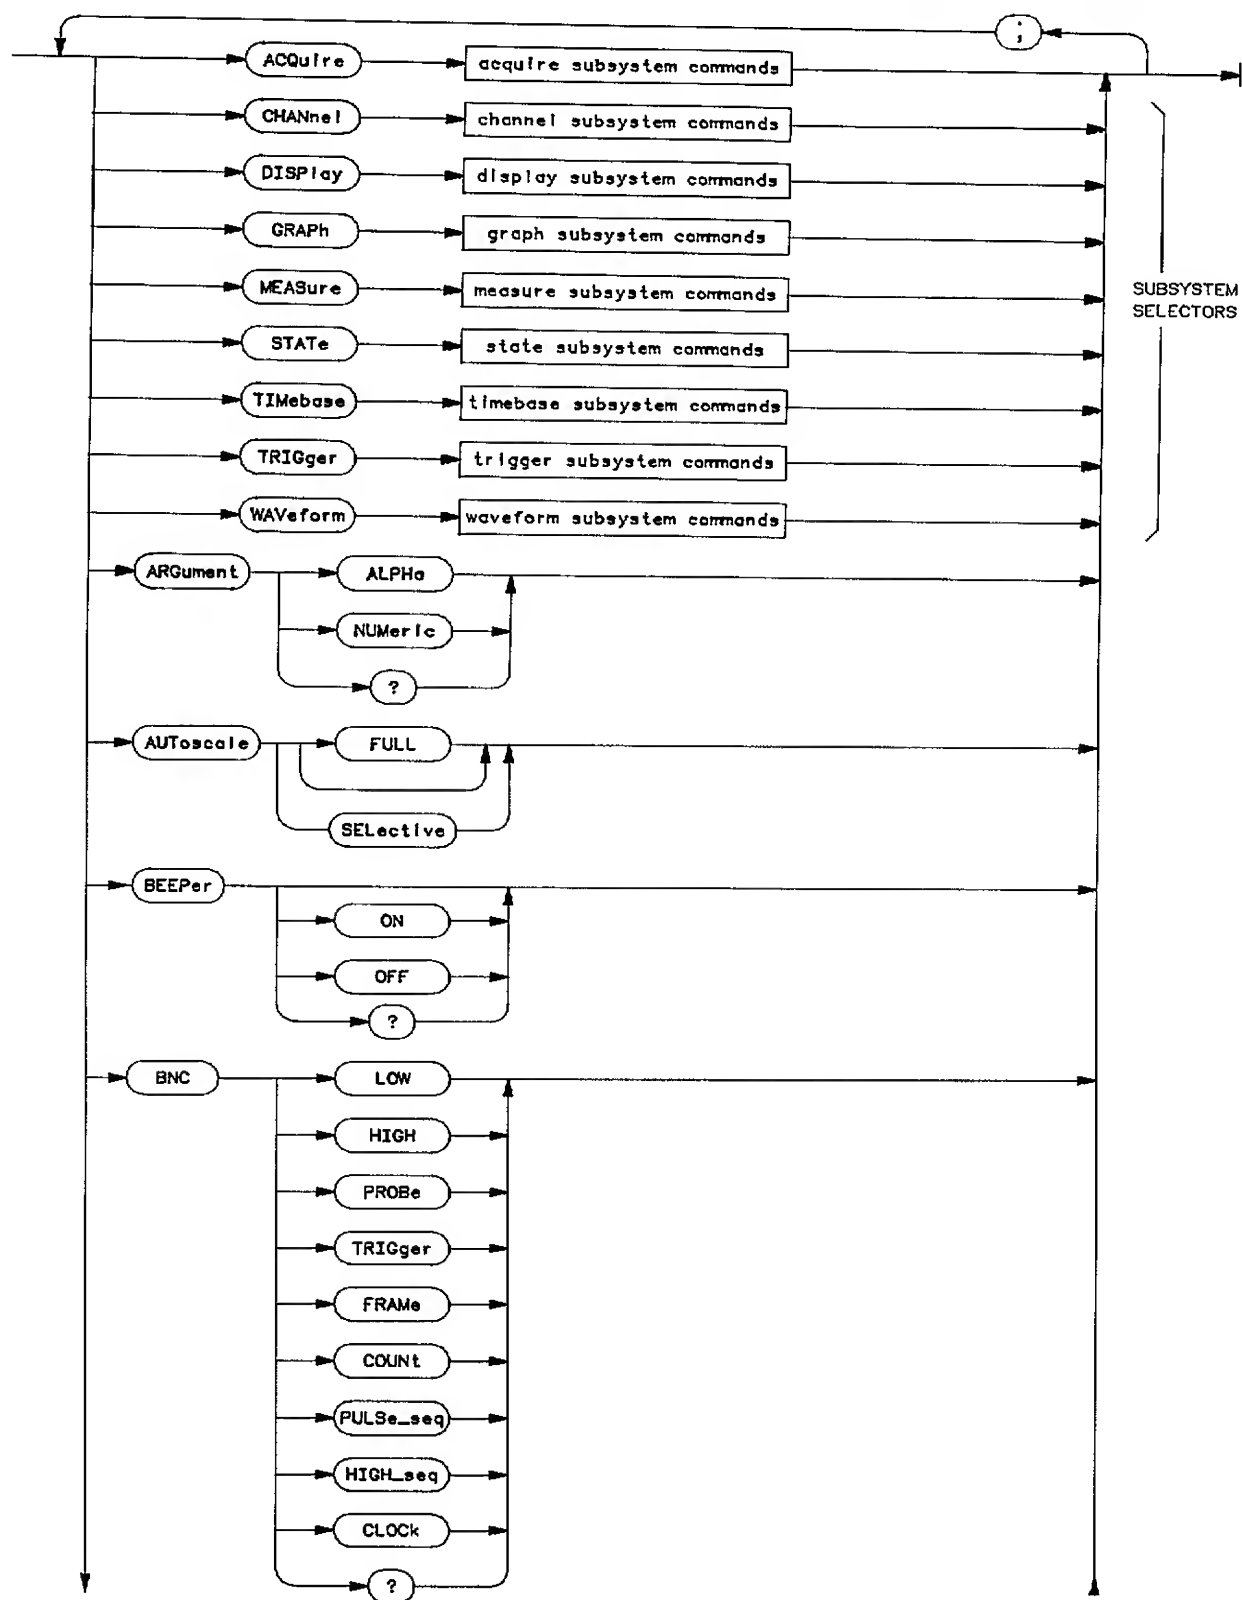 ;
ACQuire acquire subsystem commands
CHANnel channel subsystem commands
DISPlay display subsystem commands
GRAPh graph subsystem commands
MEASure measure subsystem commands
SUBSYSTEM
SELECTORS
STATe state subsystem commands
TIMebase timebase subsystem commands
TRIGger trigger subsystem commands
WAVeform waveform subsystem commands
ARGument ALPHa
NUMeric
?
AUToscale FULL
SELective
BEEPer
ON
OFF
?
BNC LOW
HIGH
PROBe
TRIGger
FRAMe
COUNt
PULSe_seq
HIGH_seq
CLOCk
?